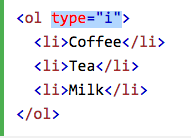 <ol type="i">
<li>Coffee</li>
<li>Tea</li>
<li>Milk</li>
</ol>